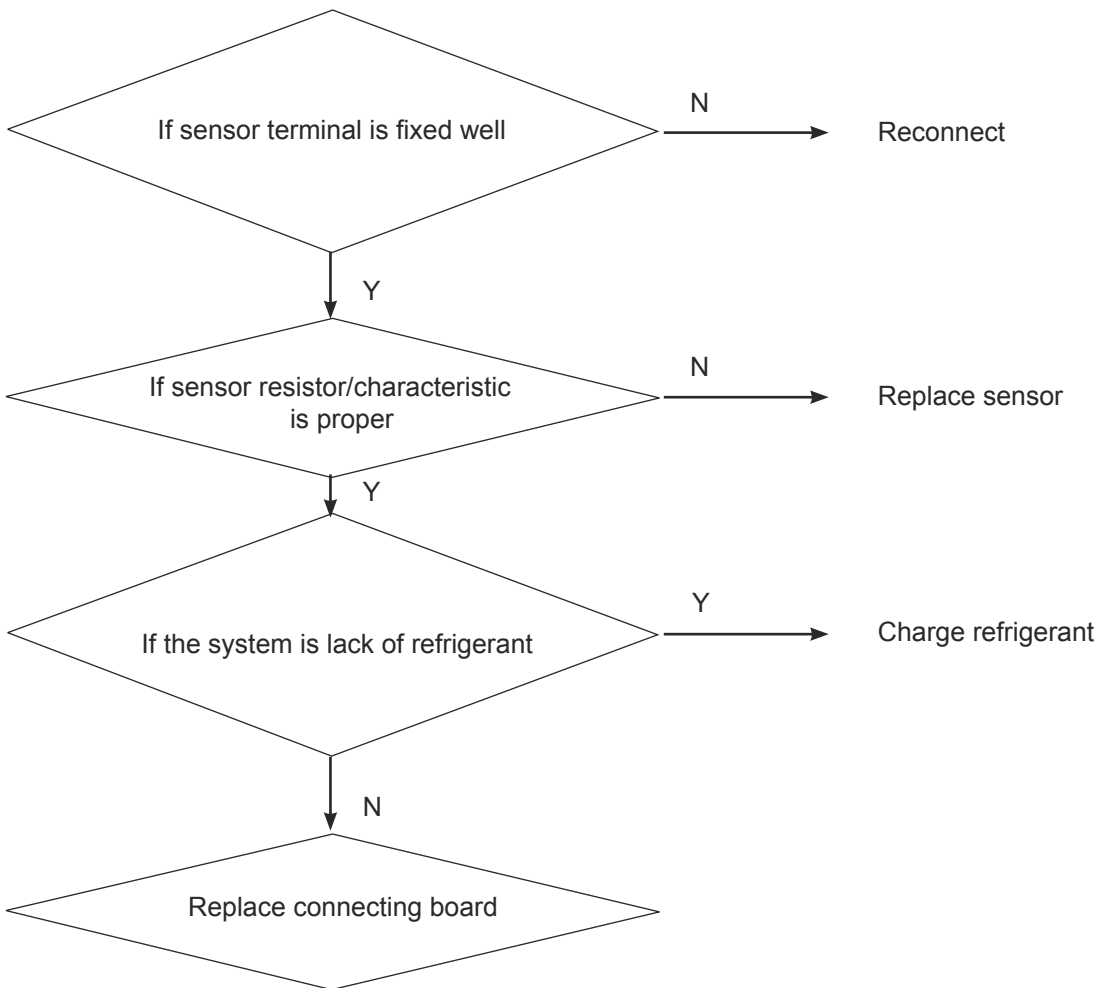 If sensor terminal is fixed well
N
Reconnect
Y
If sensor resistor/characteristic
is proper
N
Replace sensor
Y
If the system is lack of refrigerant
Y
Charge refrigerant
N
Replace connecting board